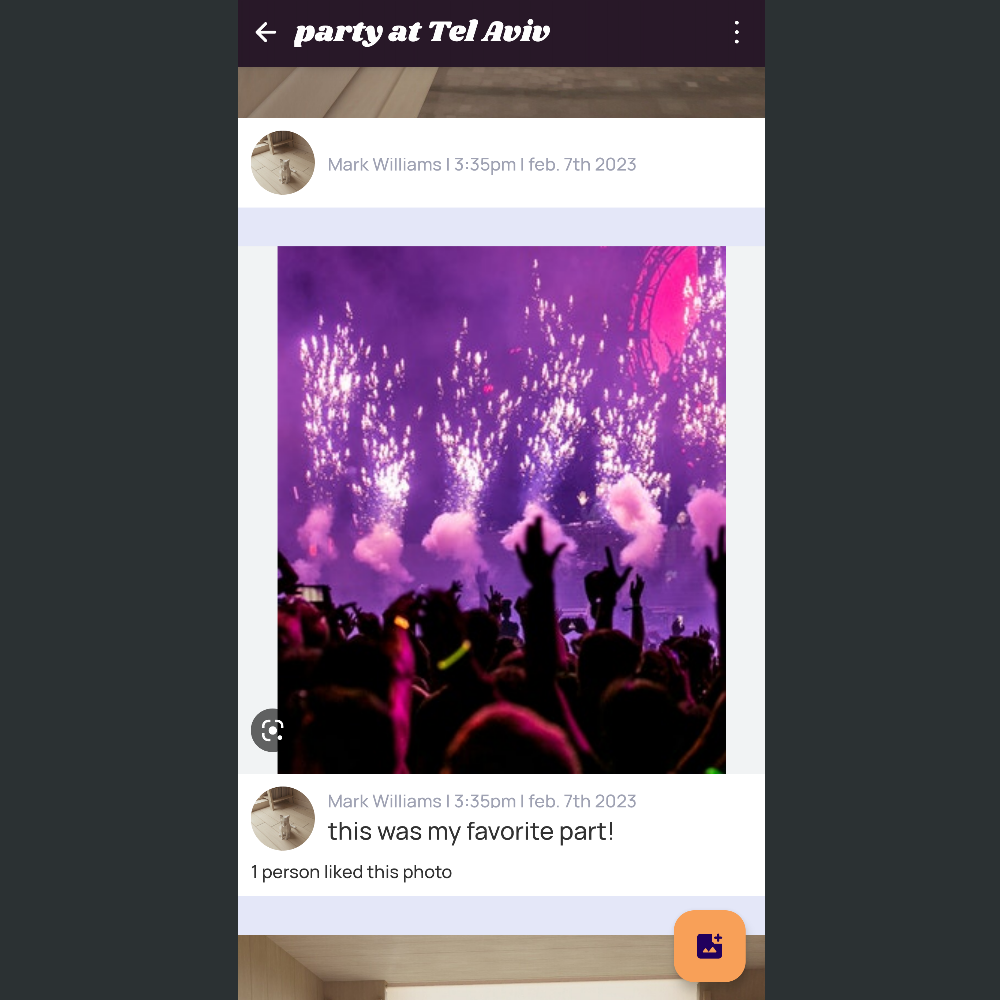 party at Tel Aviv
Mark Williams | 3:35pm | feb. 7th 2023
Mark Williams | 3:35pm | feb. 7th 2023
this was my favorite part!
1 person liked this photo